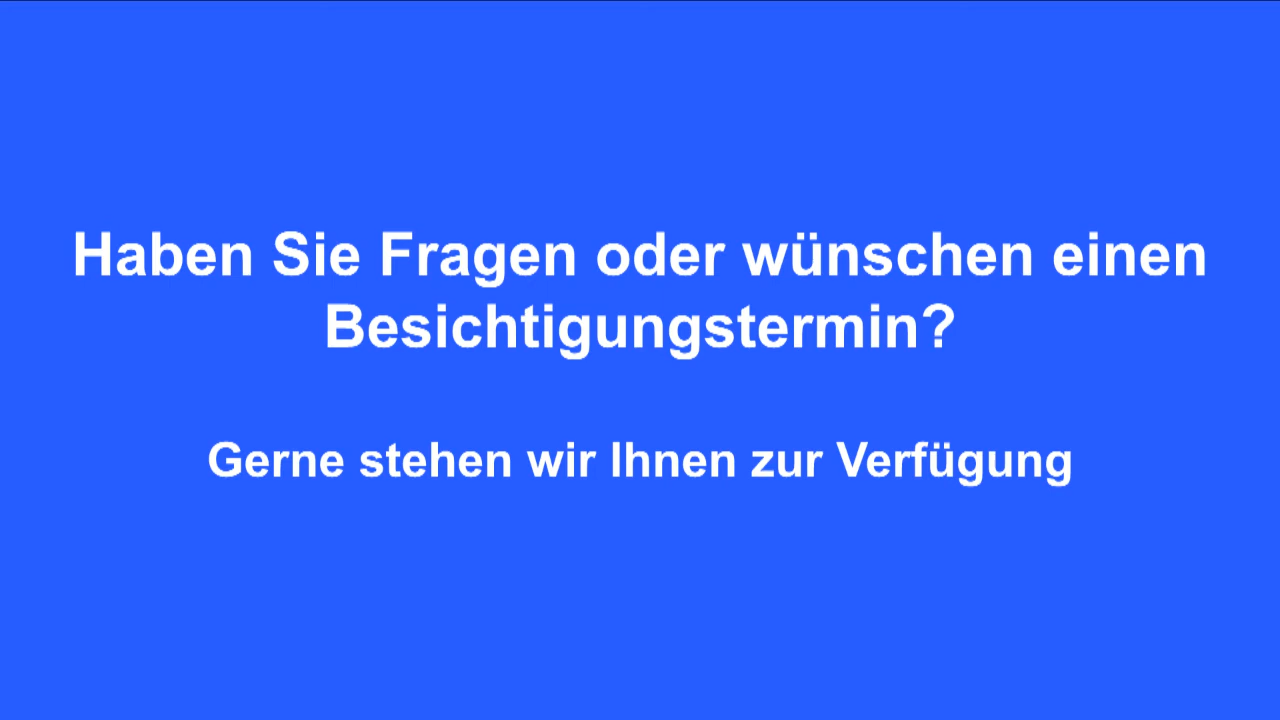 Haben Sie Fragen oder wünschen einen
Besichtigungstermin?
Gerne stehen wir Ihnen zur Verfügung